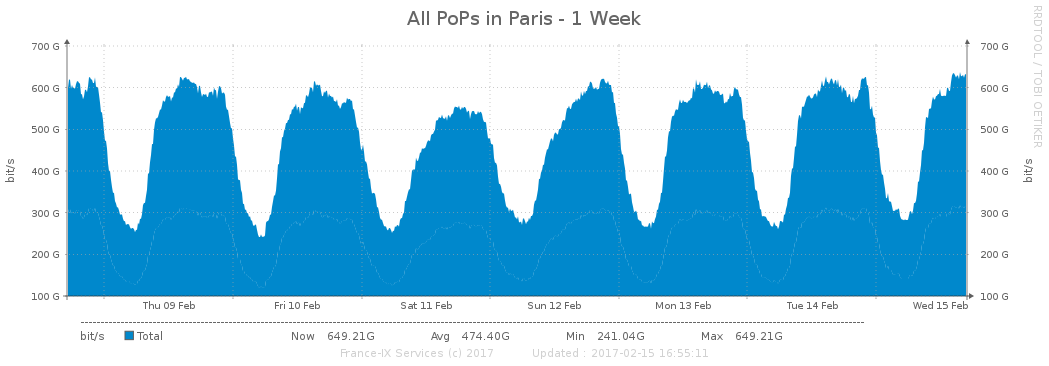 All PoPs in Paris - 1 Week
RRDTOOL / TOBI OETIKER
700 G 700 G
600 G 600 G
500 G 500 G
400 G 400 G
300 G 300 G
200 G 200 G
100 G 100 G
bit/s bit/s
Thu 09 Feb Fri 10 Feb Sat 11 Feb Sun 12 Feb Mon 13 Feb Tue 14 Feb Wed 15 Feb
bit/s Total Now 649.21G Avg 474.40G Min 241.04G Max 649.21G
France-IX Services (c) 2017 Updated : 2017-02-15 16:55:11